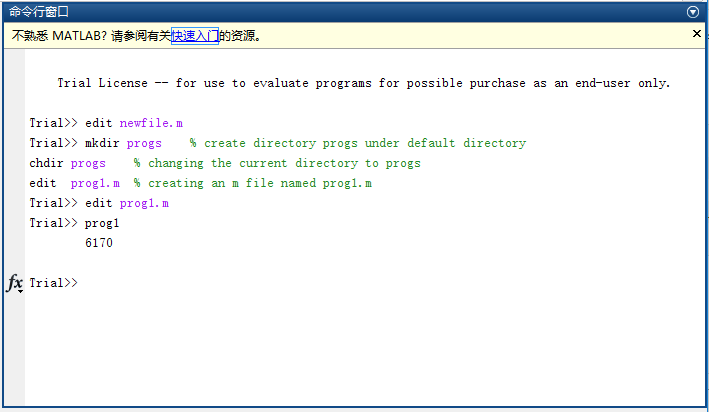 命令行窗口
不熟悉 MATLAB? 请参阅有关快速入门的资源。
Trial License -- for use to evaluate programs for possible purchase as an end-user only.
Trial>> edit newfile.m
Trial>> mkdir progs    % create directory progs under default directory
chdir progs    % changing the current directory to progs
edit  prog1.m  % creating an m file named prog1.m
Trial>> edit prog1.m
Trial>> prog1
6170
fx Trial>>